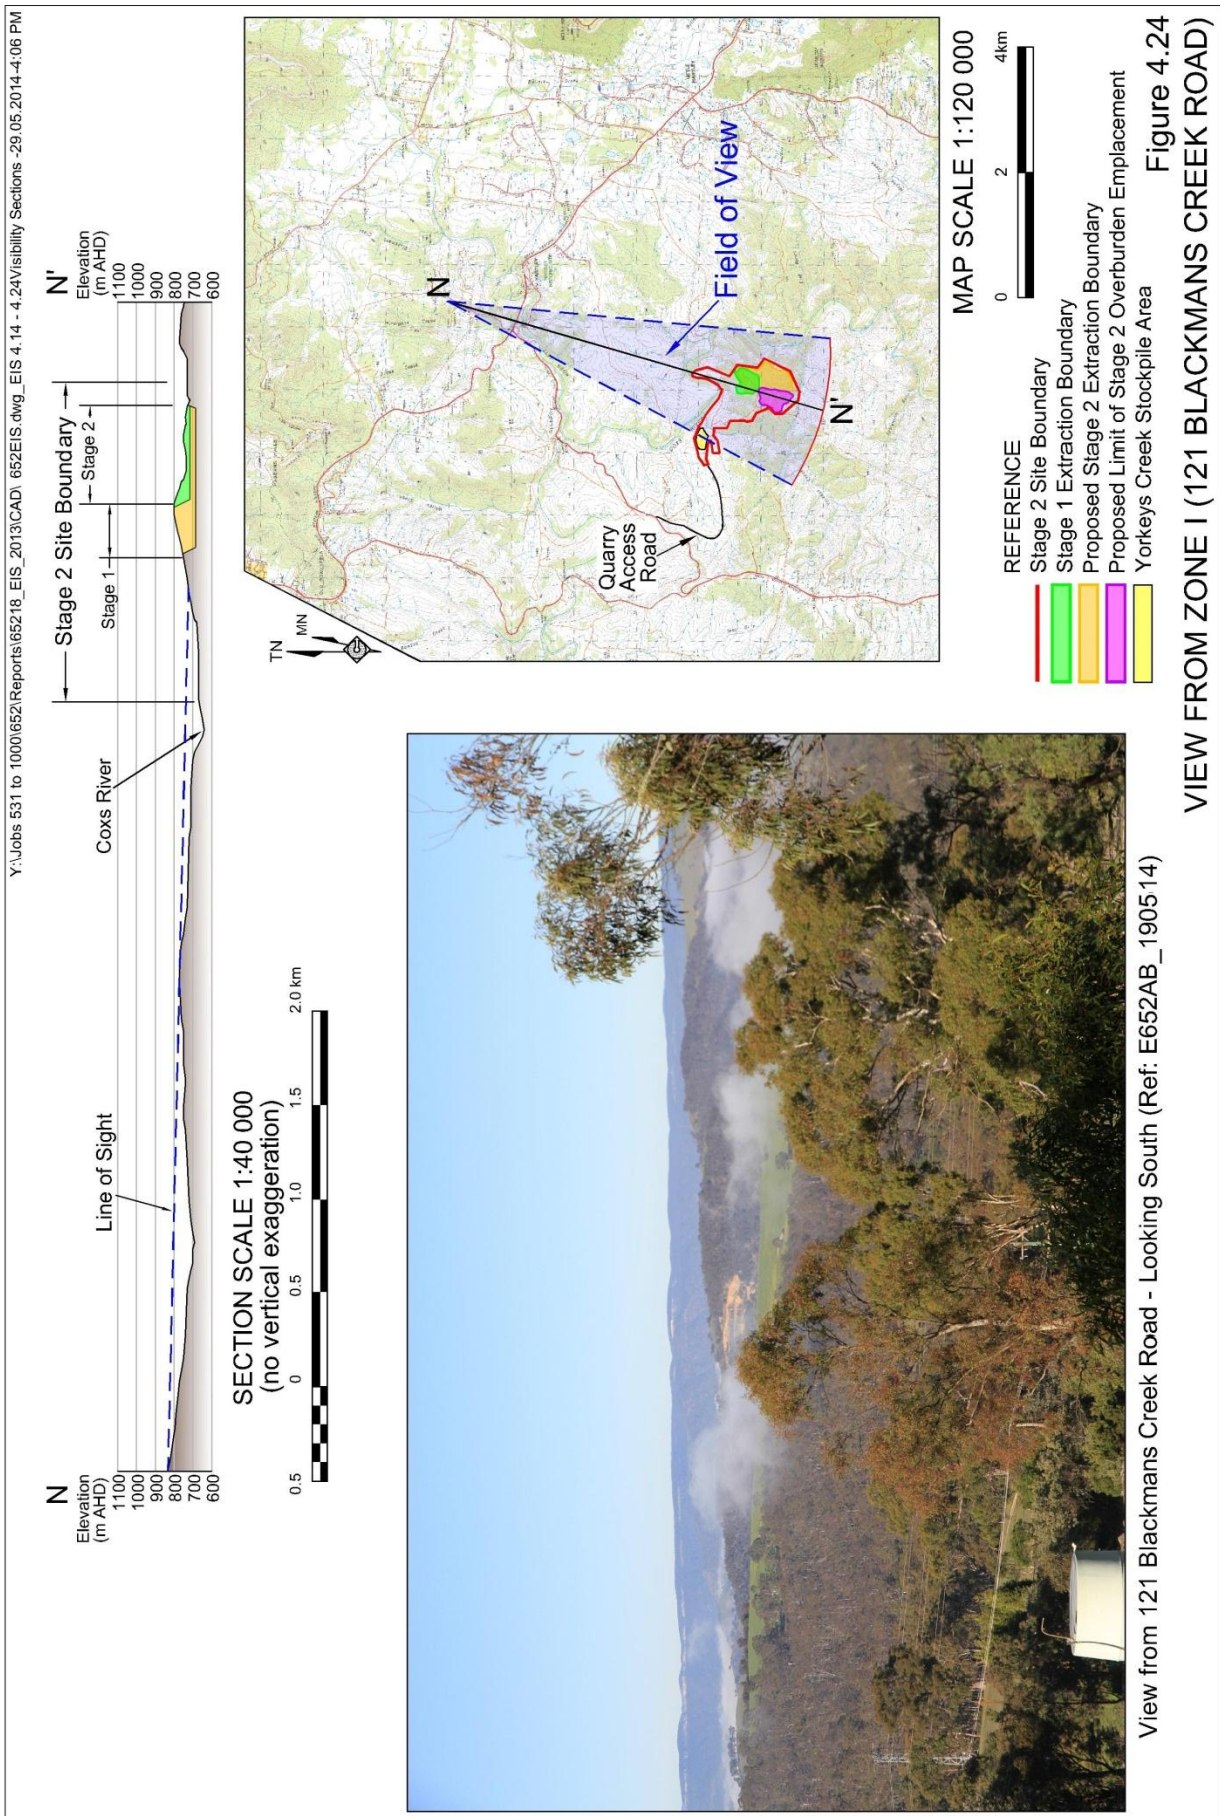 Y:\Jobs 531 to 1000\652\Reports\65218_EIS_2013\CAD\ 652EIS.dwg_EIS 4.14 - 4.24Visibility Sections -29.05.2014-4:06 PM
N
Elevation
(m AHD)
1100
1000
900
800
700
600
Line of Sight
Coxs River
Stage 2 Site Boundary
Stage 1
Stage 2
N'
Elevation
(m AHD)
1100
1000
900
800
700
600
SECTION SCALE 1:40 000
(no vertical exaggeration)
0.5
0
0.5
1.0
1.5
2.0 km
TN
MN
N
Field of View
Quarry
Access
Road
N'
MAP SCALE 1:120 000
0
2
4km
REFERENCE
Stage 2 Site Boundary
Stage 1 Extraction Boundary
Proposed Stage 2 Extraction Boundary
Proposed Limit of Stage 2 Overburden Emplacement
Yorkeys Creek Stockpile Area
View from 121 Blackmans Creek Road - Looking South (Ref: E652AB_190514)
Figure 4.24
VIEW FROM ZONE I (121 BLACKMANS CREEK ROAD)